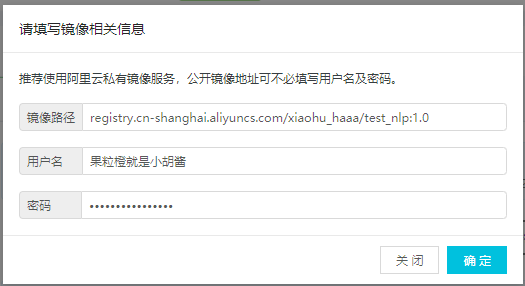 请填写镜像相关信息
推荐使用阿里云私有镜像服务，公开镜像地址可不必填写用户名及密码。
镜像路径 registry.cn-shanghai.aliyuncs.com/xiaohu_haaa/test_nlp:1.0
用户名 果粒橙就是小胡酱
密码 ••••••••••••••••
关闭 确定